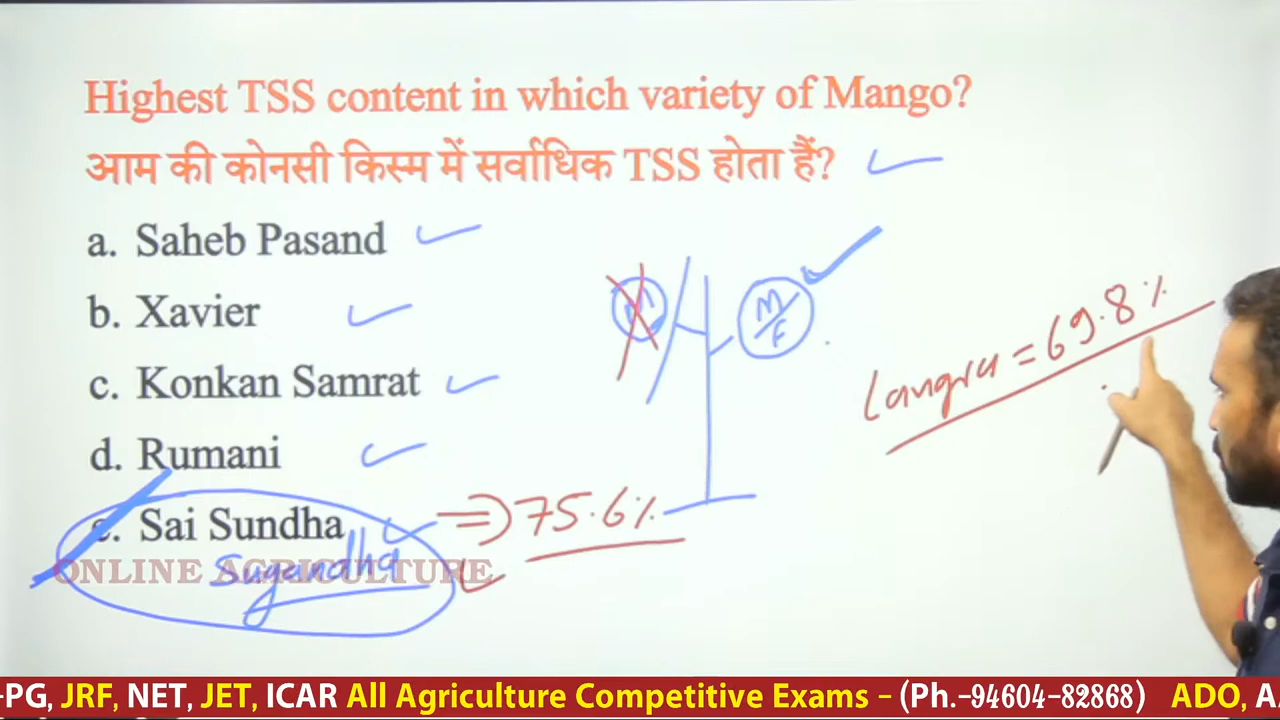 Highest TSS content in which variety of Mango?
आम की कोनसी किस्म में सर्वाधिक TSS होता हैं?
a. Saheb Pasand
b. Xavier
c. Konkan Samrat
d. Rumani
e. Sai Sundha => 75.6%
Sugandha
ONLINE AGRICULTURE
M
M/F
Langra = 69.8%
-PG, JRF, NET, JET, ICAR All Agriculture Competitive Exams – (Ph.-94604-82868) ADO, A